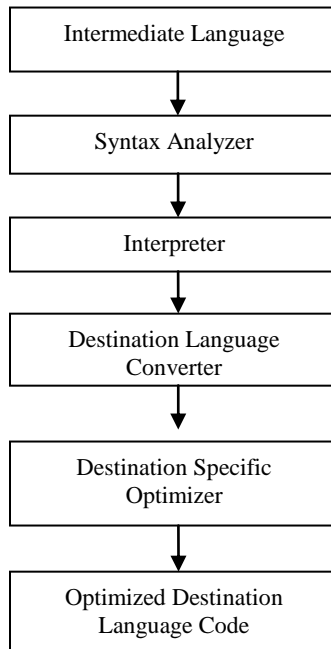 Intermediate Language
Syntax Analyzer
Interpreter
Destination Language
Converter
Destination Specific
Optimizer
Optimized Destination
Language Code